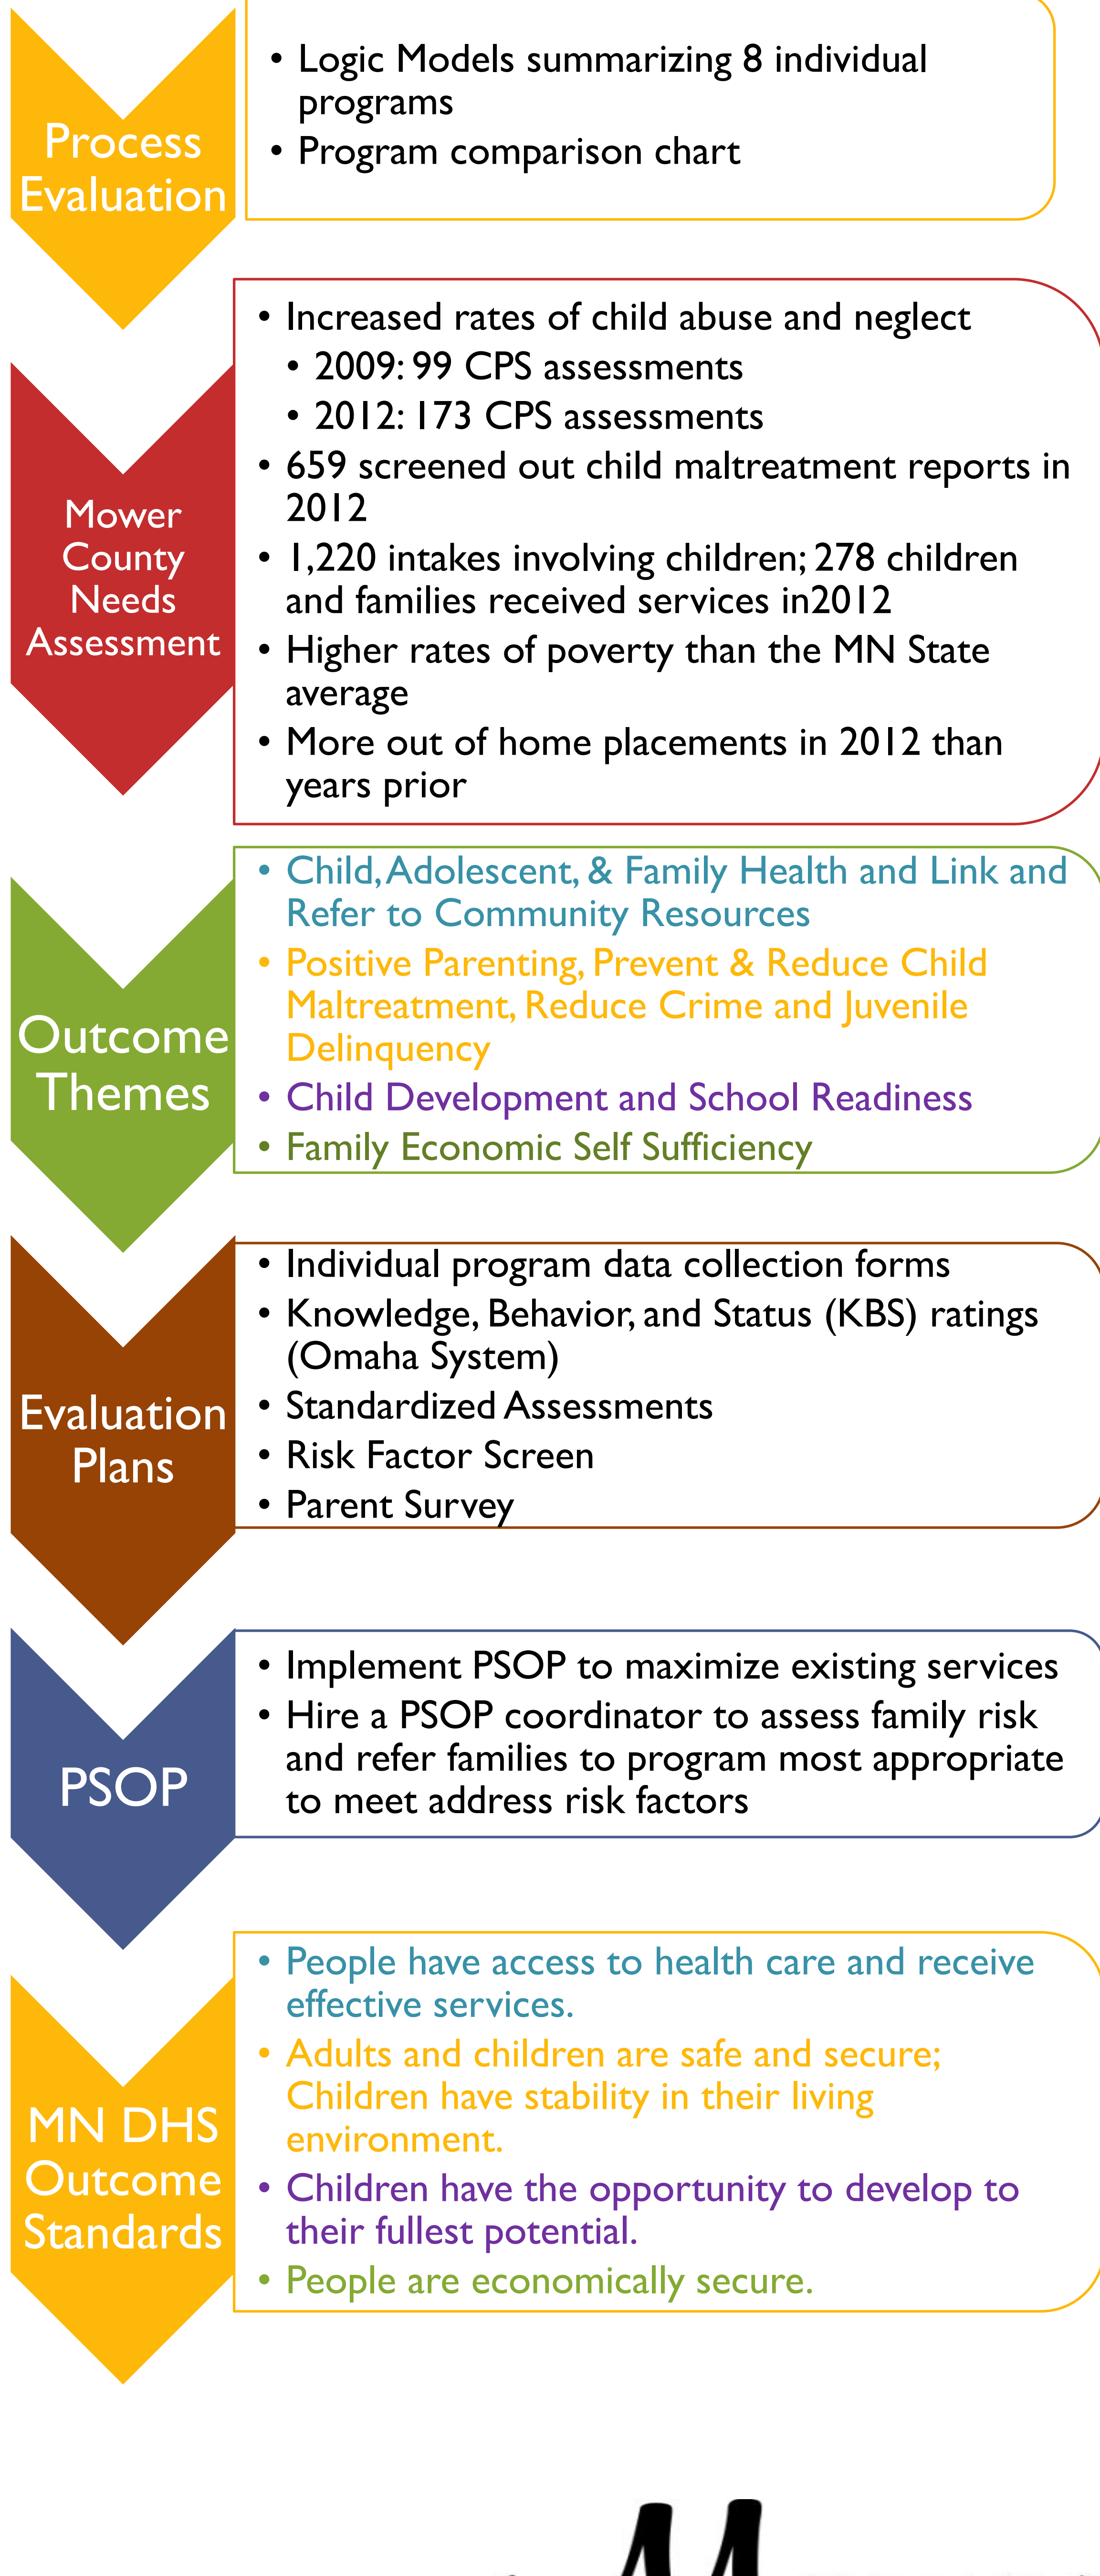 Process
Evaluation
• Logic Models summarizing 8 individual
programs
• Program comparison chart
Mower
County
Needs
Assessment
• Increased rates of child abuse and neglect
• 2009: 99 CPS assessments
• 2012: 173 CPS assessments
• 659 screened out child maltreatment reports in
2012
• 1,220 intakes involving children; 278 children
and families received services in2012
• Higher rates of poverty than the MN State
average
• More out of home placements in 2012 than
years prior
Outcome
Themes
• Child, Adolescent, & Family Health and Link and
Refer to Community Resources
• Positive Parenting, Prevent & Reduce Child
Maltreatment, Reduce Crime and Juvenile
Delinquency
• Child Development and School Readiness
• Family Economic Self Sufficiency
Evaluation
Plans
• Individual program data collection forms
• Knowledge, Behavior, and Status (KBS) ratings
(Omaha System)
• Standardized Assessments
• Risk Factor Screen
• Parent Survey
PSOP
• Implement PSOP to maximize existing services
• Hire a PSOP coordinator to assess family risk
and refer families to program most appropriate
to meet address risk factors
MN DHS
Outcome
Standards
• People have access to health care and receive
effective services.
• Adults and children are safe and secure;
Children have stability in their living
environment.
• Children have the opportunity to develop to
their fullest potential.
• People are economically secure.